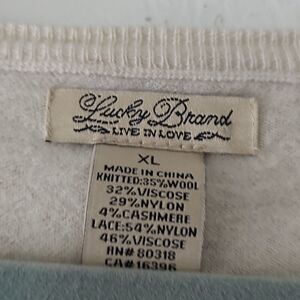 Lucky Brand
LIVE IN LOVE
XL
MADE IN CHINA
KNITTED:35%WOOL
32%VISCOSE
29%NYLON
4%CASHMERE
LACE:54%NYLON
46%VISCOSE
RN# 80318
CA#16396